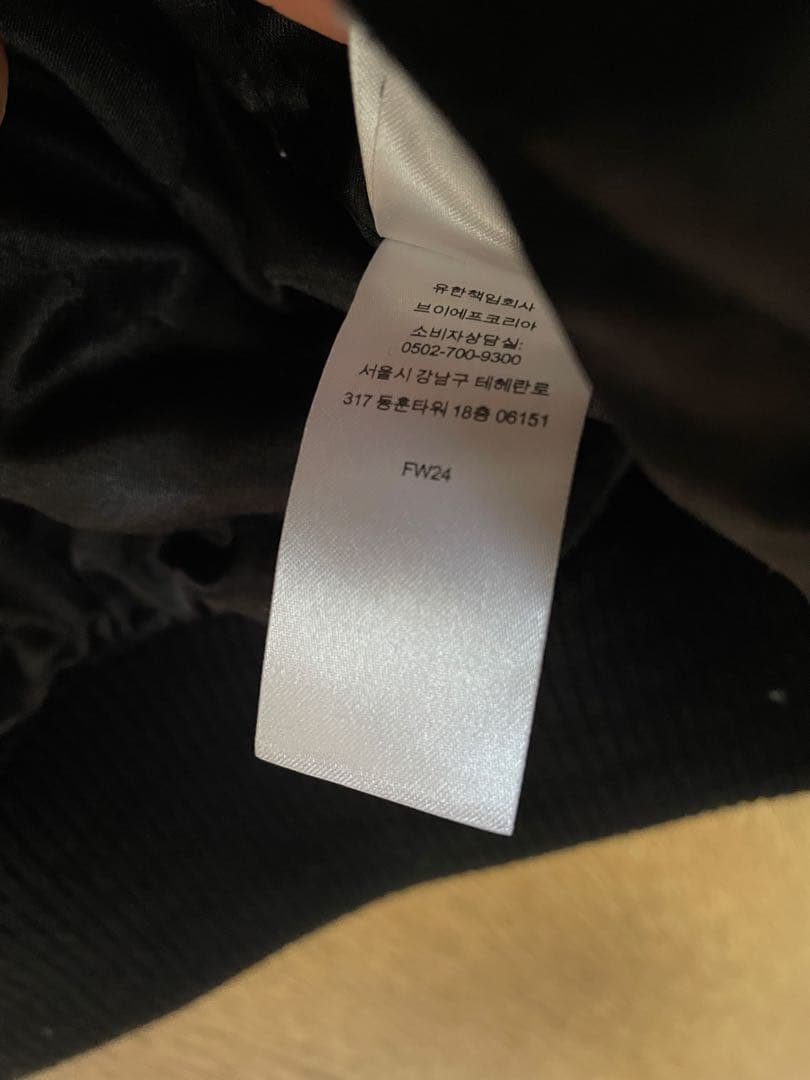 유한책임회사
브이에프코리아
소비자상담실:
0502-700-9300
서울시 강남구 테헤란로
317 동훈타워 18층 06151
FW24